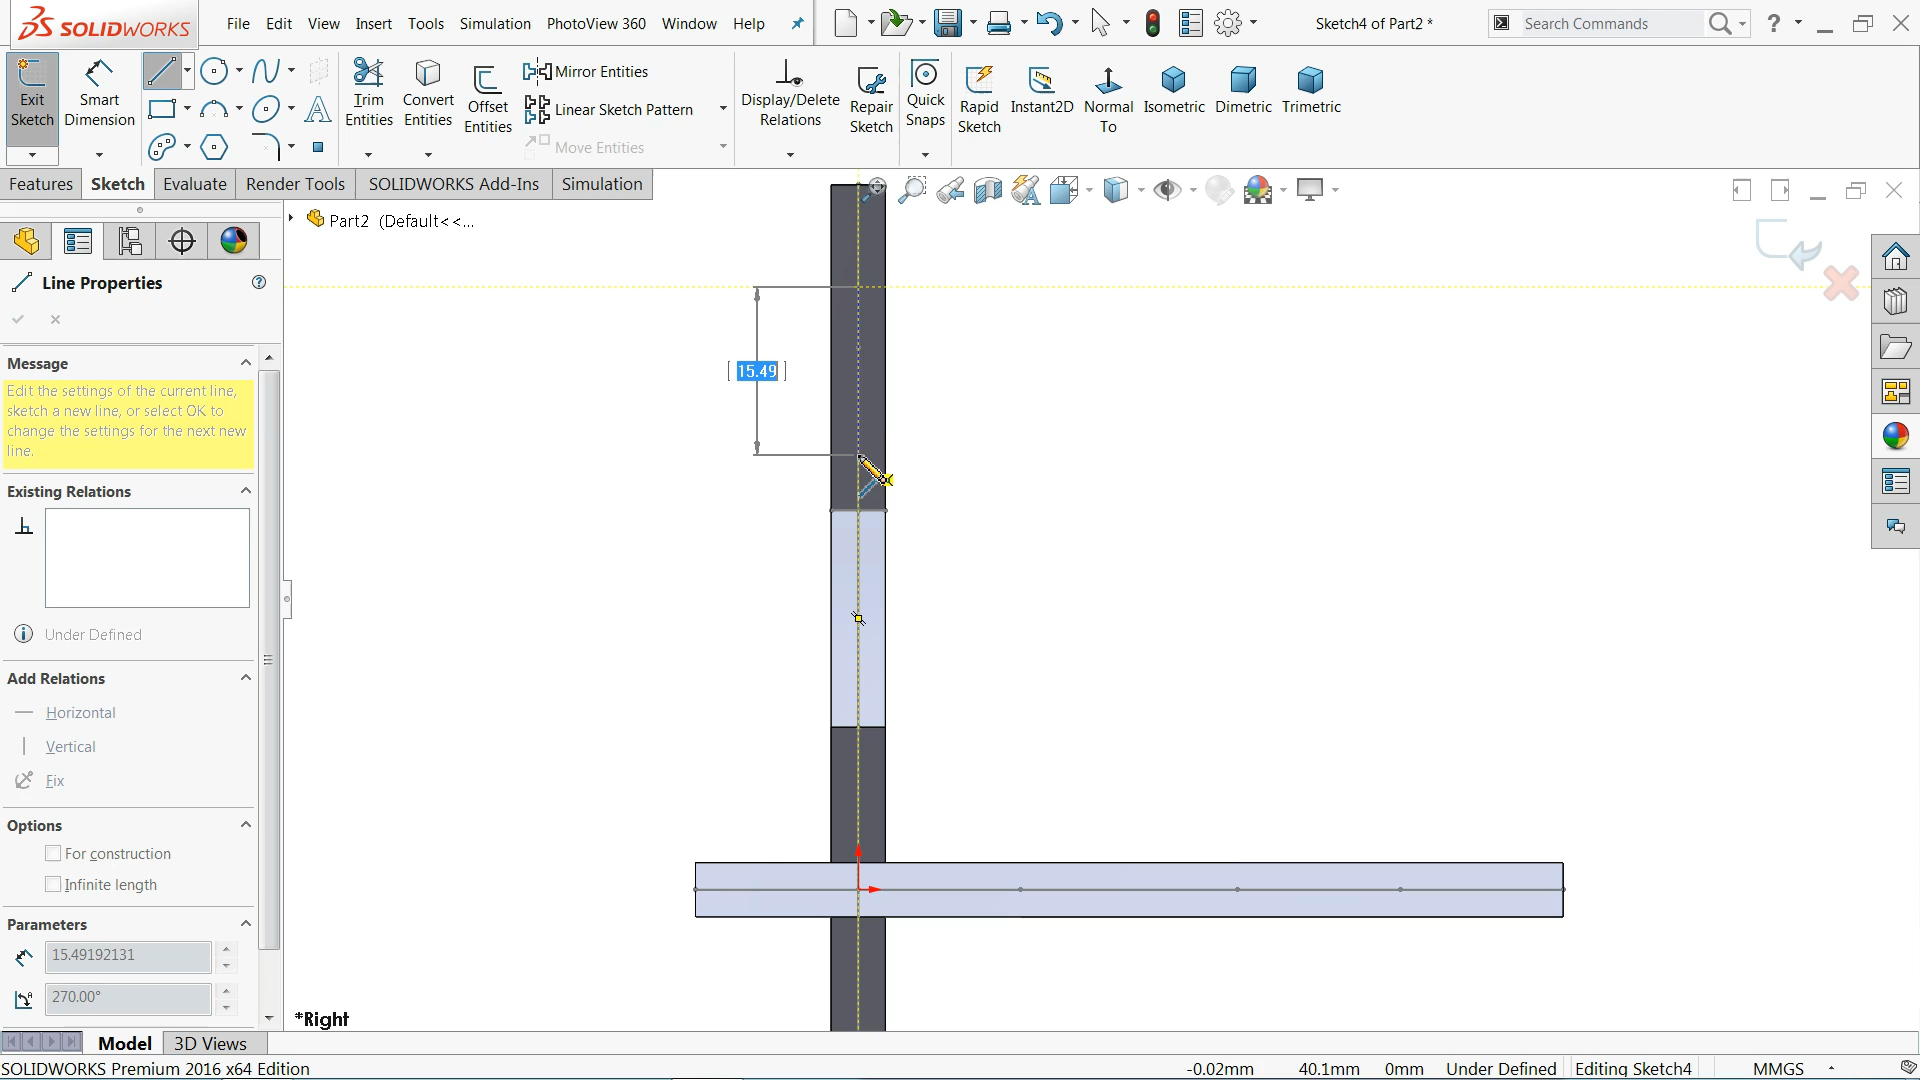 SOLIDWORKS
File Edit View Insert Tools Simulation PhotoView 360 Window Help
Sketch4 of Part2 *
Search Commands
Exit Sketch
Smart Dimension
Trim Entities
Convert Entities
Offset Entities
Mirror Entities
Linear Sketch Pattern
Move Entities
Display/Delete Relations
Repair Sketch
Quick Snaps
Rapid Sketch
Instant2D
Normal To
Isometric
Dimetric
Trimetric
Features Sketch Evaluate Render Tools SOLIDWORKS Add-Ins Simulation
Part2 (Default<<...
Line Properties
Message
Edit the settings of the current line,
sketch a new line, or select OK to
change the settings for the next new
line.
Existing Relations
Under Defined
Add Relations
Horizontal
Vertical
Fix
Options
For construction
Infinite length
Parameters
15.49192131
270.00°
15.49
*Right
Model 3D Views
SOLIDWORKS Premium 2016 x64 Edition
-0.02mm 40.1mm 0mm Under Defined Editing Sketch4 MMGS